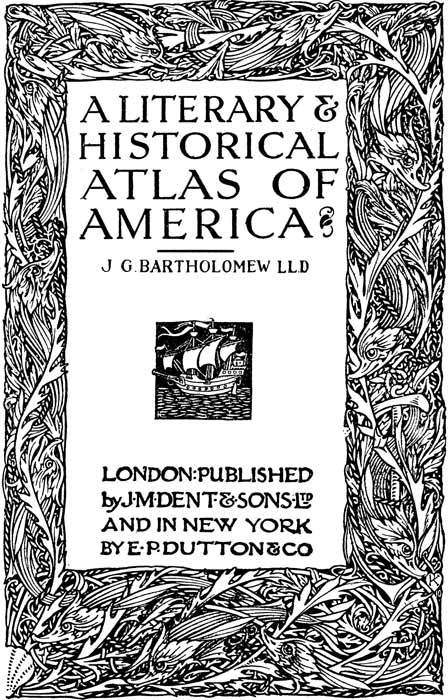 A LITERARY &
HISTORICAL
ATLAS OF
AMERICA
J G. BARTHOLOMEW LL.D
LONDON:PUBLISHED
by J·M·DENT·&·SONS·LTD
AND IN NEW YORK
BY E·P·DUTTON & CO